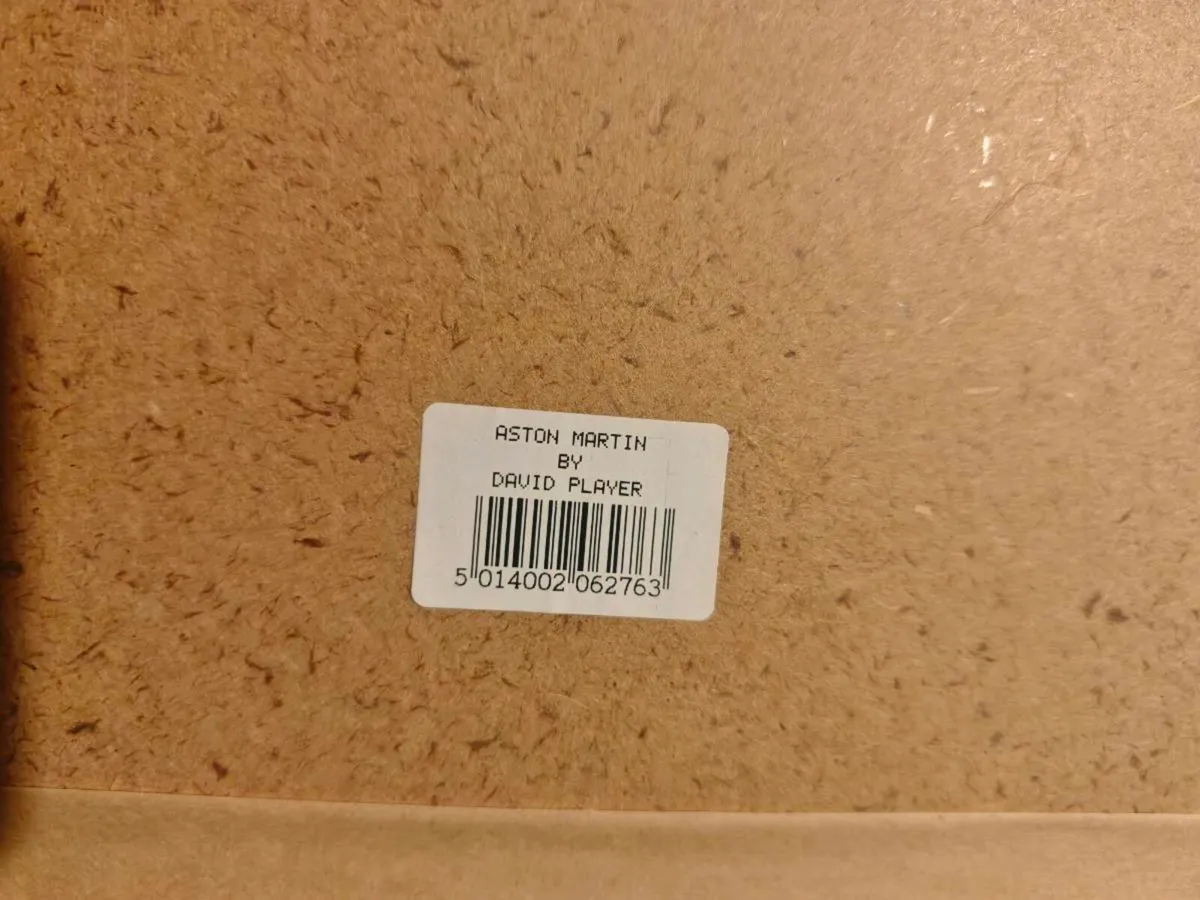 ASTON MARTIN
BY
DAVID PLAYER
5 014002 062763